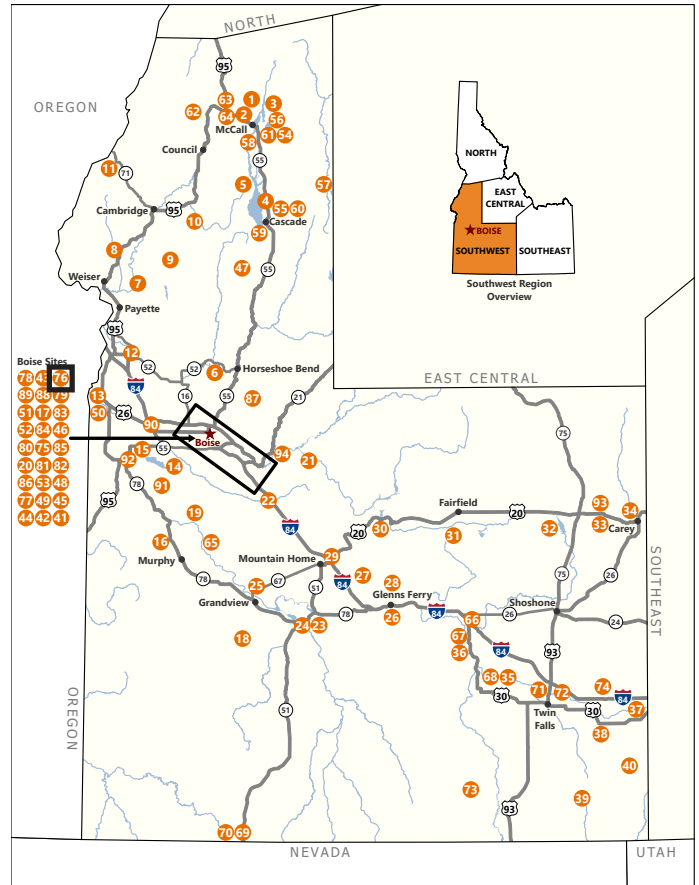 NORTH
95
OREGON
63
1
3
62
64
2
56
McCall
61
54
58
Council
55
11
71
5
57
4
55
60
Cambridge
95
10
Cascade
59
8
9
47
55
Weiser
7
Payette
95
12
52
52
Horseshoe Bend
6
84
16
55
87
21
13
50
26
90
Boise
15
55
94
21
92
14
78
91
95
22
19
84
16
65
Murphy
Mountain Home
29
78
67
25
51
84
27
28
Grandview
Glenns Ferry
24
23
78
26
18
51
70
69
Boise Sites
78 43 76
89 88 79
51 17 83
52 84 46
80 75 85
20 81 82
86 53 48
77 49 45
44 42 41
NORTH
EAST
CENTRAL
BOISE
SOUTHWEST
SOUTHEAST
Southwest Region
Overview
EAST CENTRAL
75
Fairfield
20
93
34
20
30
31
32
33
Carey
75
26
84
66
26
Shoshone
24
67
36
84
93
68
35
30
71
72
74
84
30
37
Twin
Falls
38
40
73
93
39
SOUTHEAST
OREGON
NEVADA
UTAH